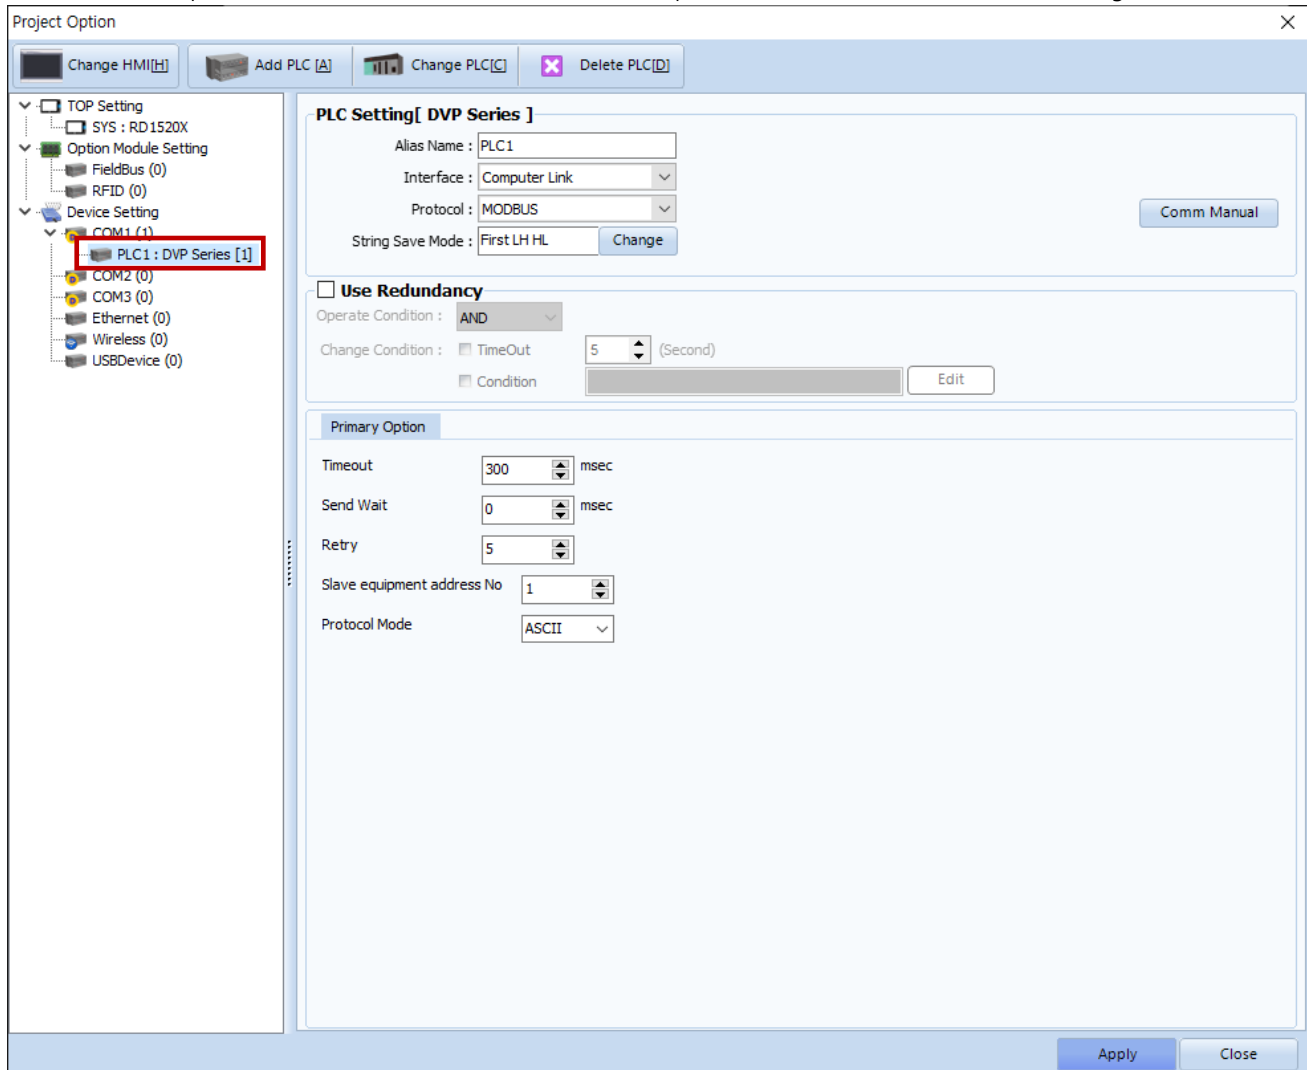 Project Option
Change HMI[H]
Add PLC [A]
Change PLC[C]
Delete PLC[D]
TOP Setting
SYS : RD1520X
Option Module Setting
FieldBus (0)
RFID (0)
Device Setting
COM1 (1)
PLC1 : DVP Series [1]
COM2 (0)
COM3 (0)
Ethernet (0)
Wireless (0)
USBDevice (0)
PLC Setting[ DVP Series ]
Alias Name : PLC1
Interface : Computer Link
Protocol : MODBUS
Comm Manual
String Save Mode : First LH HL Change
Use Redundancy
Operate Condition : AND
Change Condition : TimeOut 5 (Second)
Condition Edit
Primary Option
Timeout 300 msec
Send Wait 0 msec
Retry 5
Slave equipment address No 1
Protocol Mode ASCII
Apply Close